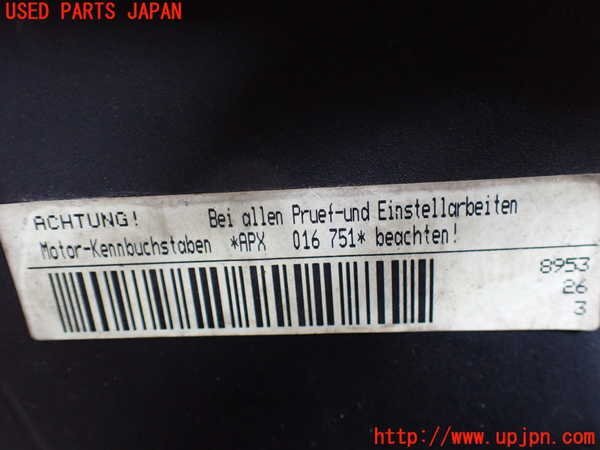 USED PARTS JAPAN
ACHTUNG! Bei allen Pruef-und Einstellarbeiten
Motor-Kennbuchstaben *APX 016 751* beachten!
8953
26
3
http://www.upjpn.com/